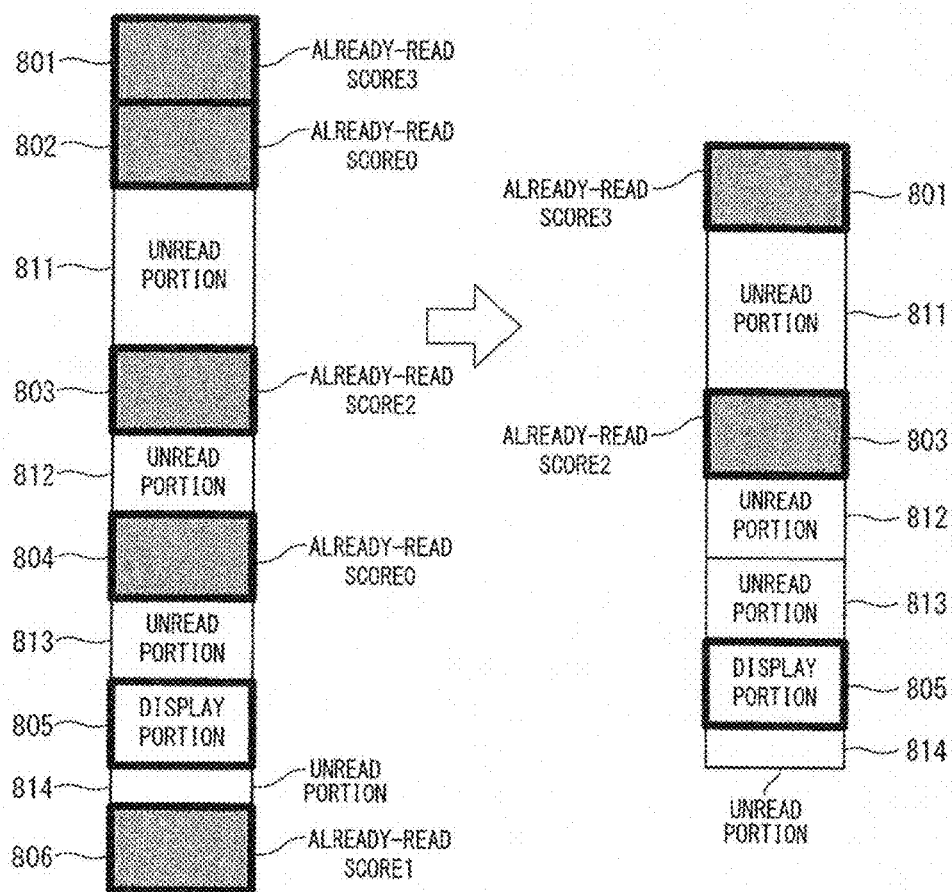 801
ALREADY-READ
SCORE3
802
ALREADY-READ
SCORE0
811
UNREAD
PORTION
803
ALREADY-READ
SCORE2
812
UNREAD
PORTION
804
ALREADY-READ
SCORE0
813
UNREAD
PORTION
805
DISPLAY
PORTION
814
UNREAD
PORTION
806
ALREADY-READ
SCORE1
ALREADY-READ
SCORE3
801
UNREAD
PORTION
811
ALREADY-READ
SCORE2
803
UNREAD
PORTION
812
UNREAD
PORTION
813
DISPLAY
PORTION
805
814
UNREAD
PORTION